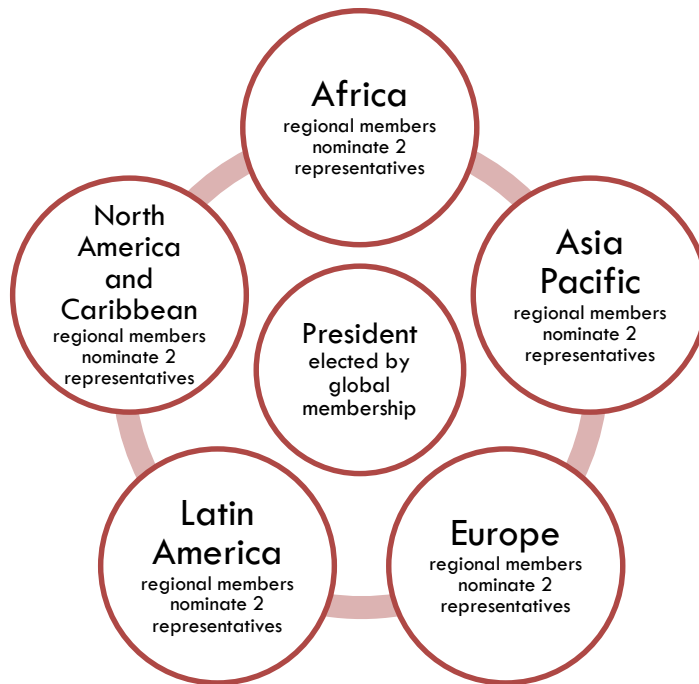 Africa
regional members
nominate 2
representatives
North
America
and
Caribbean
regional members
nominate 2
representatives
Asia
Pacific
regional members
nominate 2
representatives
President
elected by
global
membership
Latin
America
regional members
nominate 2
representatives
Europe
regional members
nominate 2
representatives